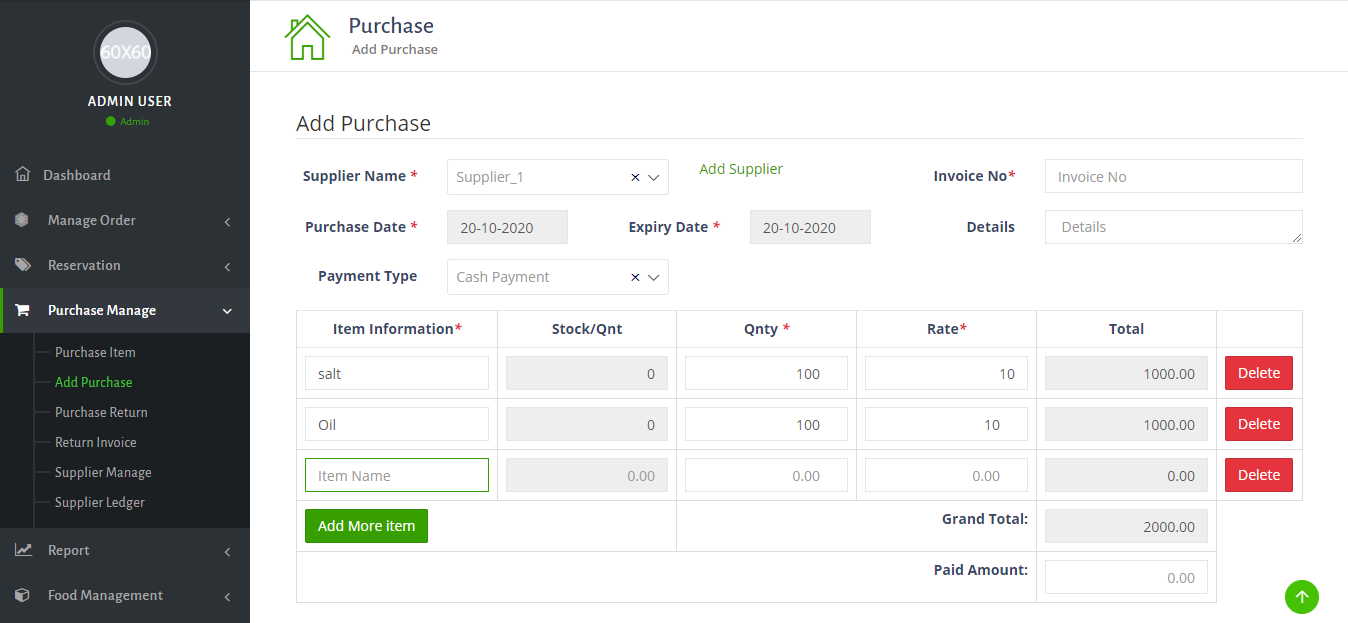 60X60
ADMIN USER
Admin
Dashboard
Manage Order
Reservation
Purchase Manage
Purchase Item
Add Purchase
Purchase Return
Return Invoice
Supplier Manage
Supplier Ledger
Report
Food Management
Purchase
Add Purchase
Add Purchase
Supplier Name * Supplier_1 × Add Supplier Invoice No* Invoice No
Purchase Date * 20-10-2020 Expiry Date * 20-10-2020 Details Details
Payment Type Cash Payment ×
Item Information* Stock/Qnt Qnty * Rate* Total
salt 0 100 10 1000.00 Delete
Oil 0 100 10 1000.00 Delete
Item Name 0.00 0.00 0.00 0.00 Delete
Add More item Grand Total: 2000.00
Paid Amount: 0.00